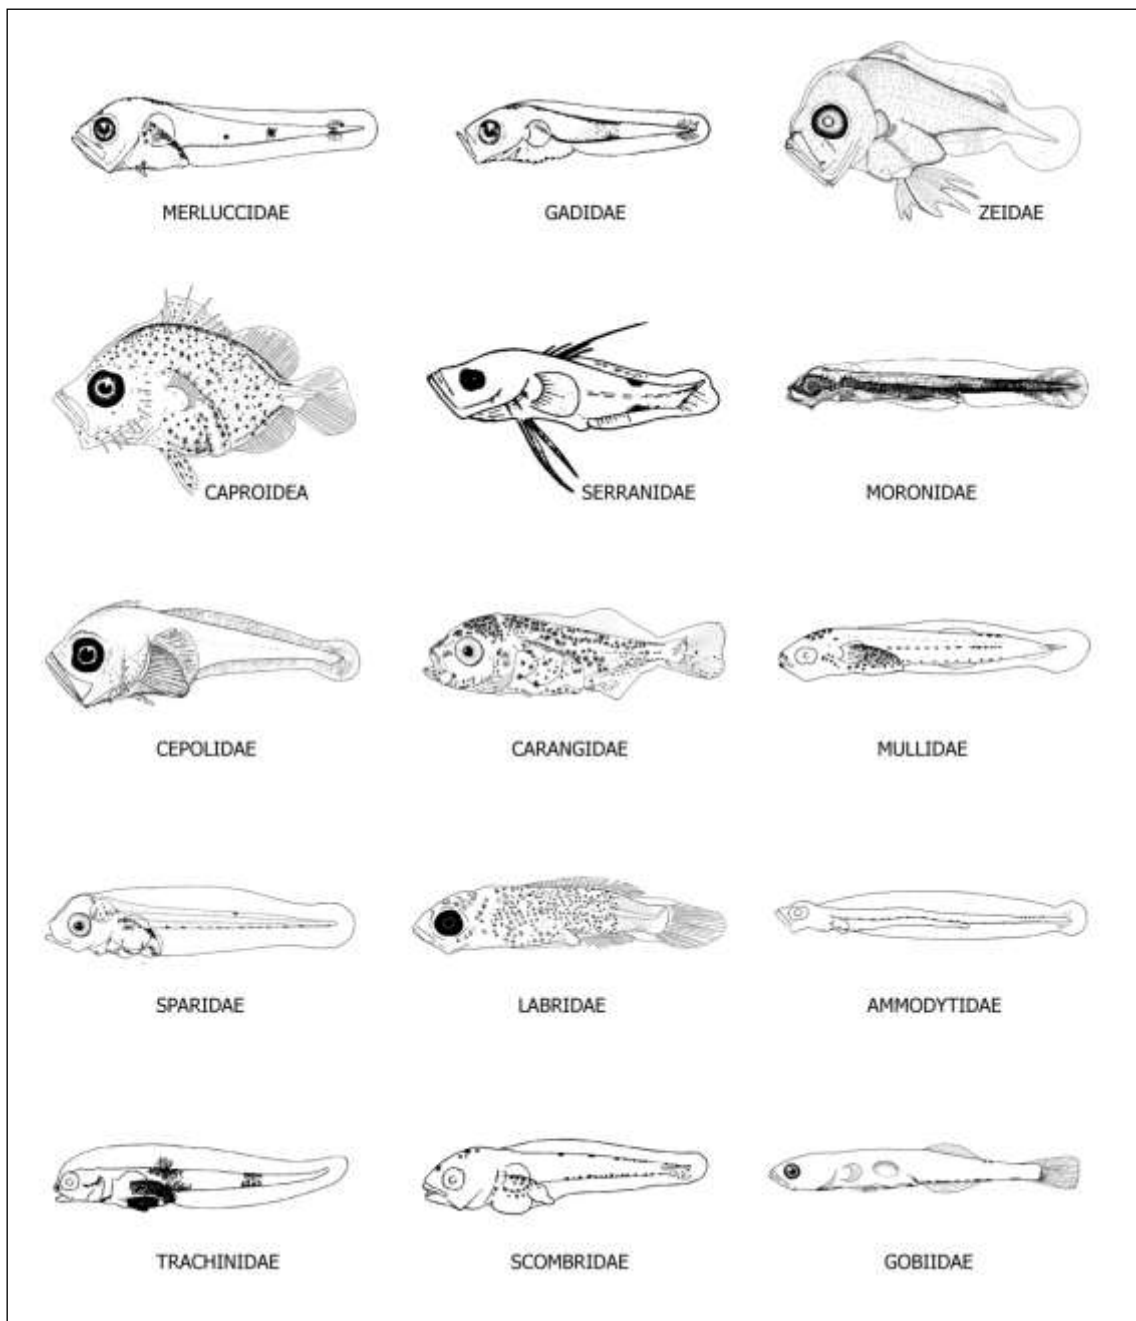 MERLUCCIDAE
GADIDAE
ZEIDAE
CAPROIDEA
SERRANIDAE
MORONIDAE
CEPOLIDAE
CARANGIDAE
MULLIDAE
SPARIDAE
LABRIDAE
AMMODYTIDAE
TRACHINIDAE
SCOMBRIDAE
GOBIIDAE